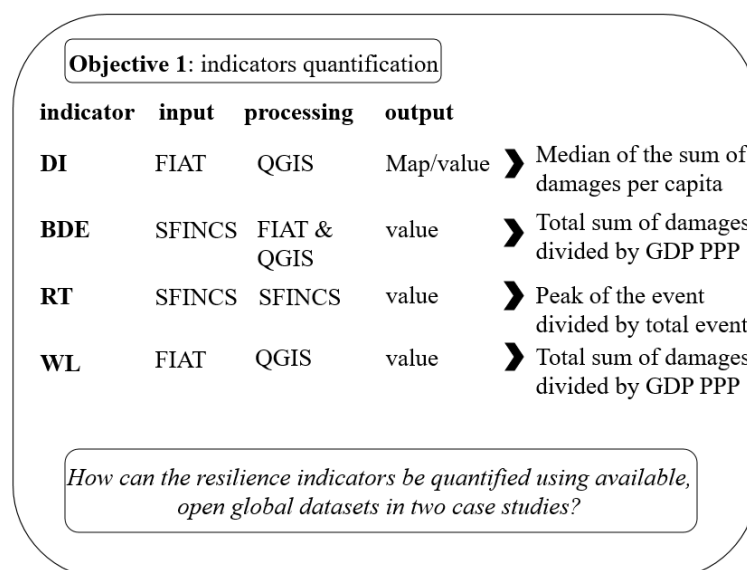 Objective 1: indicators quantification
indicator input processing output
DI FIAT QGIS Map/value Median of the sum of
damages per capita
BDE SFINCS FIAT & value Total sum of damages
QGIS divided by GDP PPP
RT SFINCS SFINCS value Peak of the event
divided by total event
WL FIAT QGIS value Total sum of damages
divided by GDP PPP
How can the resilience indicators be quantified using available,
open global datasets in two case studies?